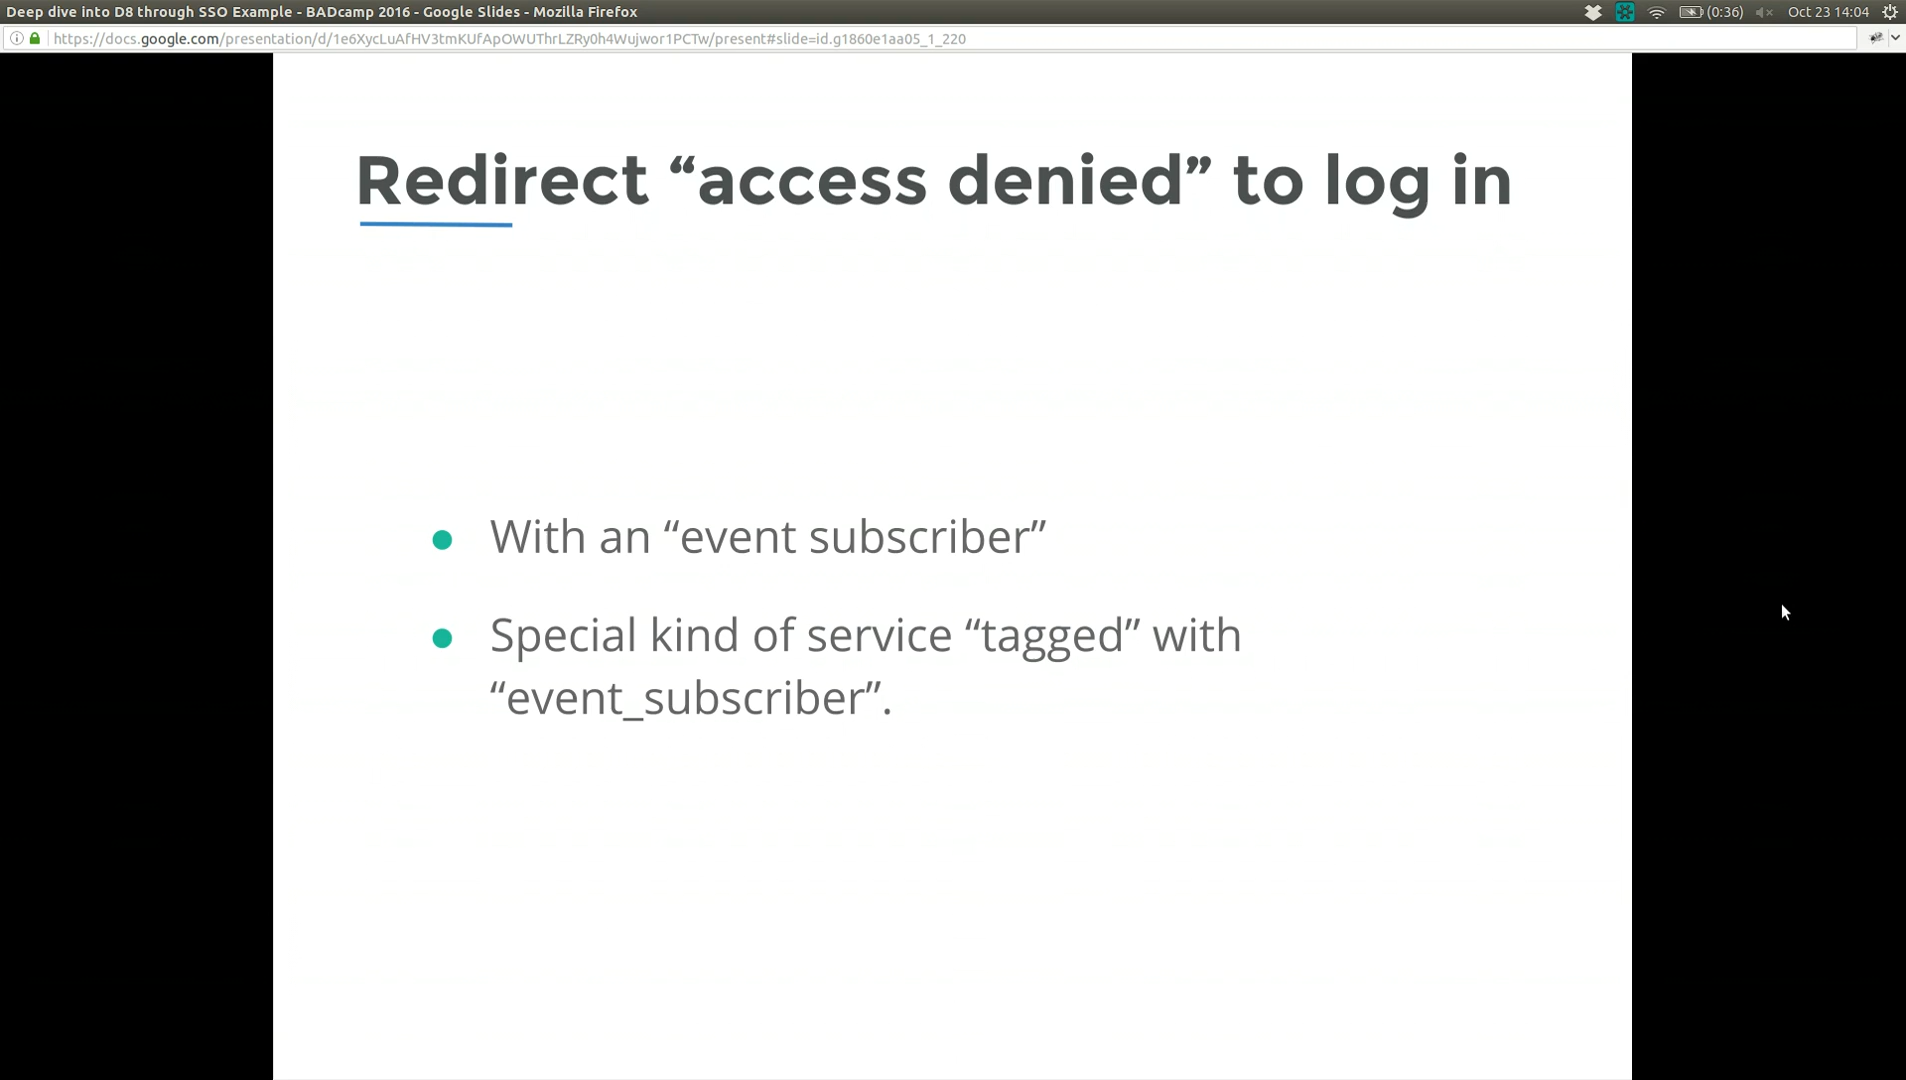 Deep dive into D8 through SSO Example - BADcamp 2016 - Google Slides - Mozilla Firefox
(0:36) Oct 23 14:04
https://docs.google.com/presentation/d/1e6XycLuAfHV3tmKUfApOWUThrLZRy0h4Wujwor1PCTw/present#slide=id.g1860e1aa05_1_220
Redirect “access denied” to log in
● With an “event subscriber”
● Special kind of service “tagged” with
“event_subscriber”.